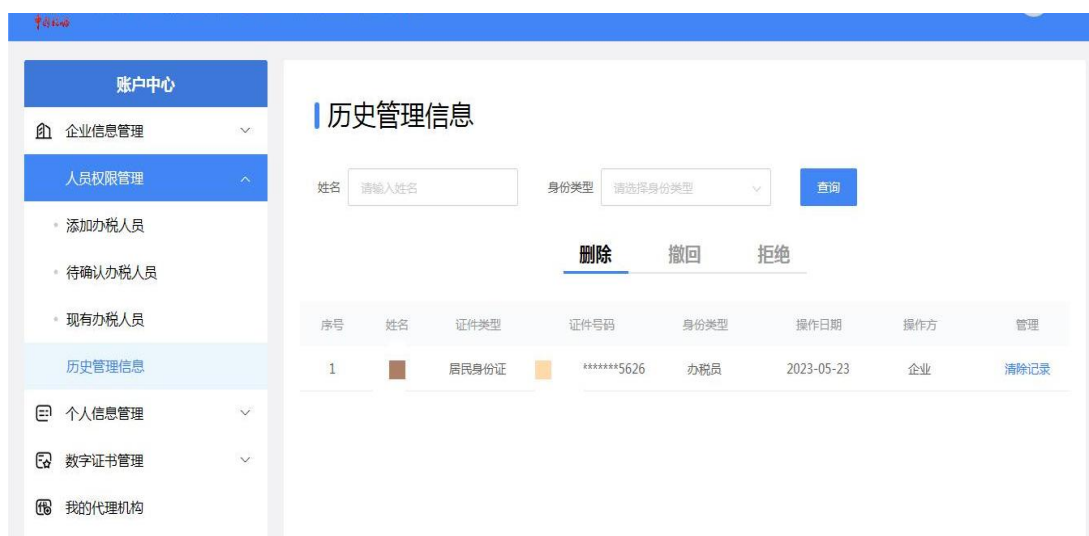 中国税务
账户中心
企业信息管理
人员权限管理
添加办税人员
待确认办税人员
现有办税人员
历史管理信息
个人信息管理
数字证书管理
我的代理机构
历史管理信息
姓名 请输入姓名 身份类型 请选择身份类型 查询
删除 撤回 拒绝
序号 姓名 证件类型 证件号码 身份类型 操作日期 操作方 管理
1 居民身份证 *******5626 办税员 2023-05-23 企业 清除记录